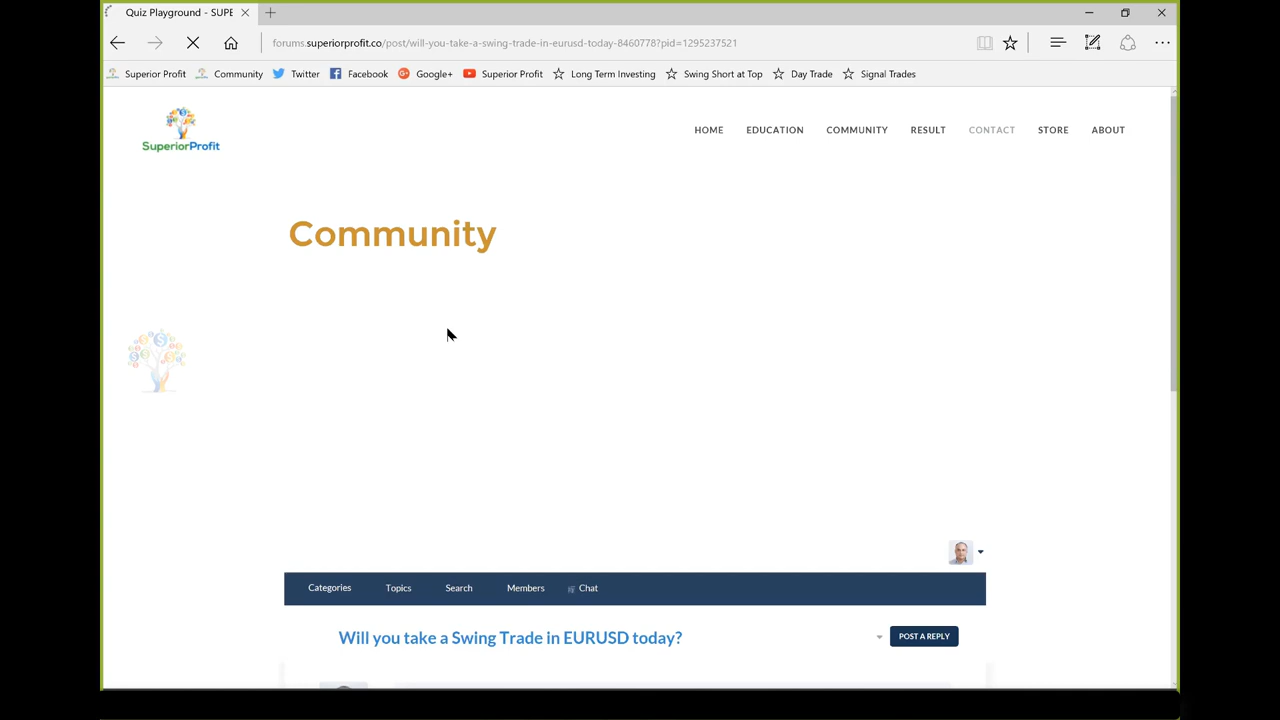 Quiz Playground - SUPE
forums.superiorprofit.co/post/will-you-take-a-swing-trade-in-eurusd-today-8460778?pid=1295237521
Superior Profit Community Twitter Facebook Google+ Superior Profit Long Term Investing Swing Short at Top Day Trade Signal Trades
SuperiorProfit
HOME EDUCATION COMMUNITY RESULT CONTACT STORE ABOUT
Community
Categories Topics Search Members Chat
Will you take a Swing Trade in EURUSD today?
POST A REPLY